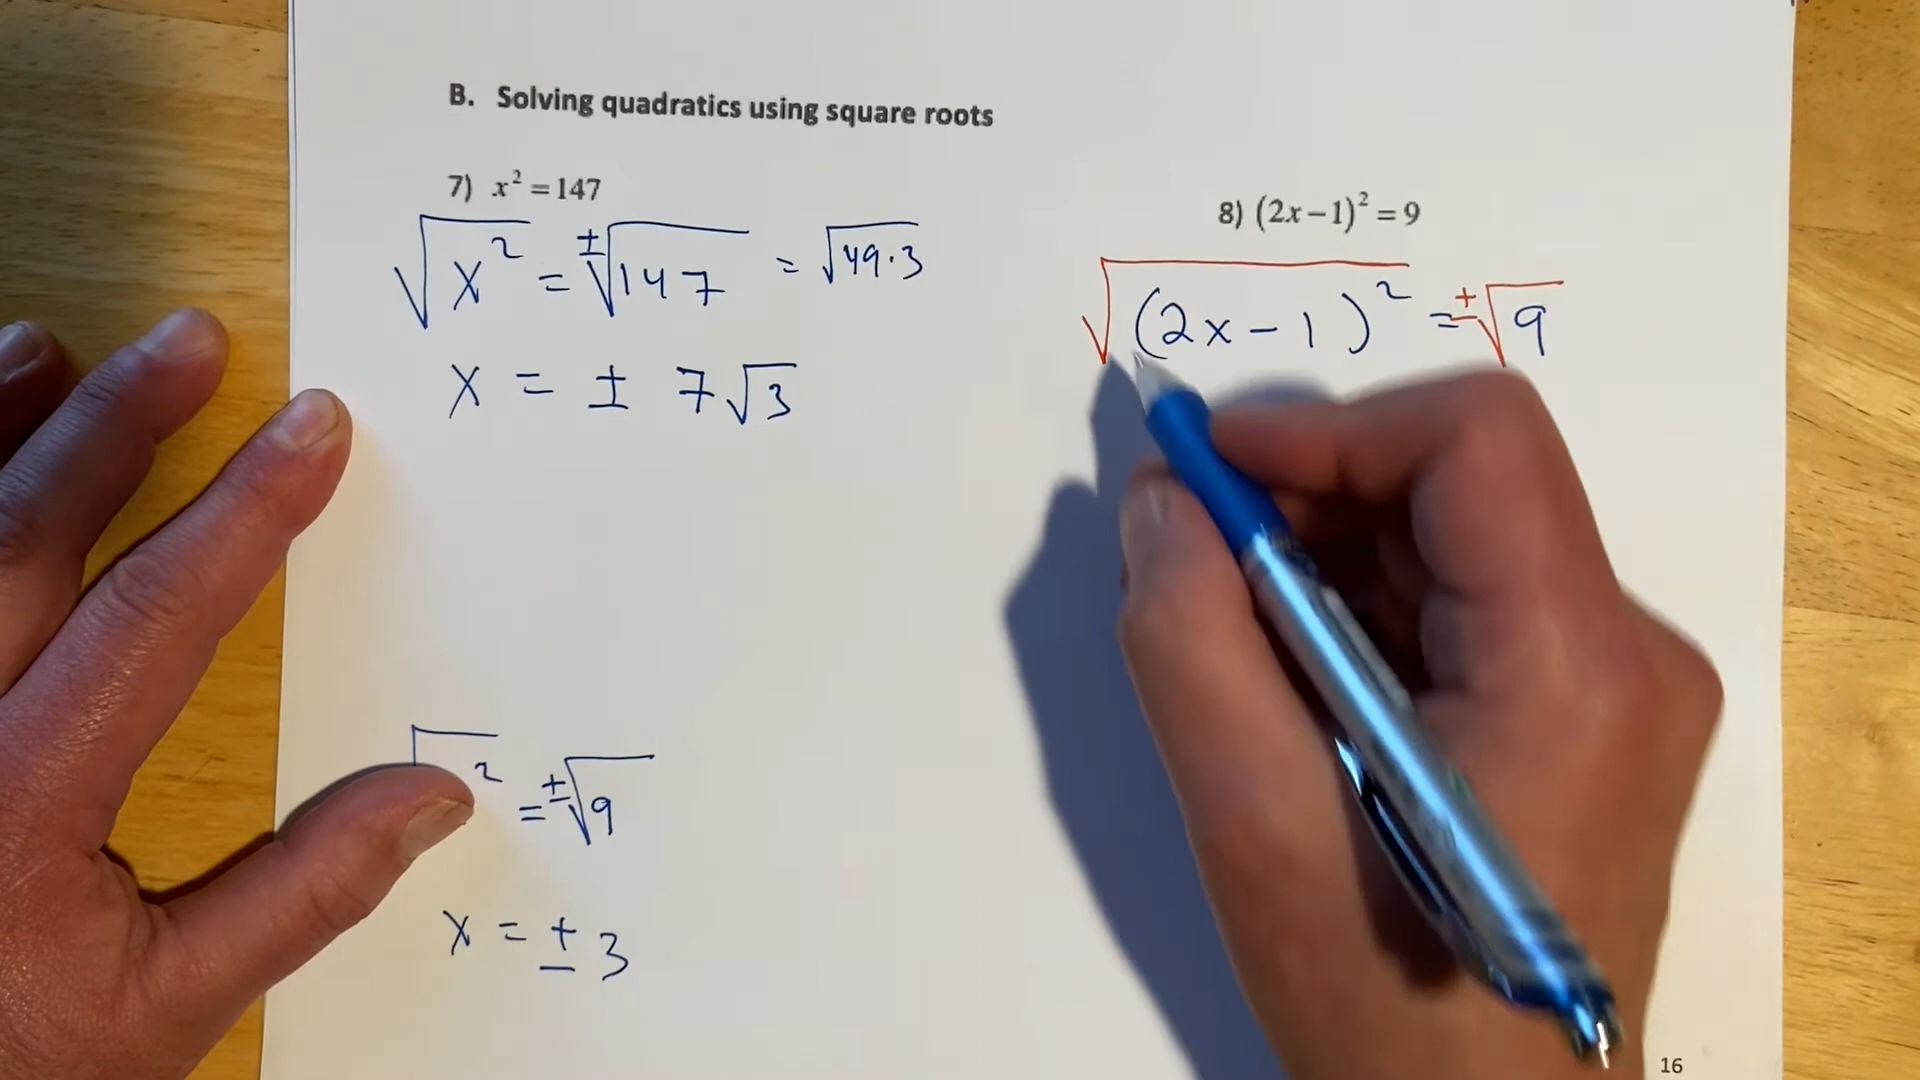 B. Solving quadratics using square roots
7) x² = 147
√x² = ±√147 = √49·3
x = ± 7√3
² = ±√9
x = ± 3
8) (2x − 1)² = 9
√(2x − 1)² = ±√9
16